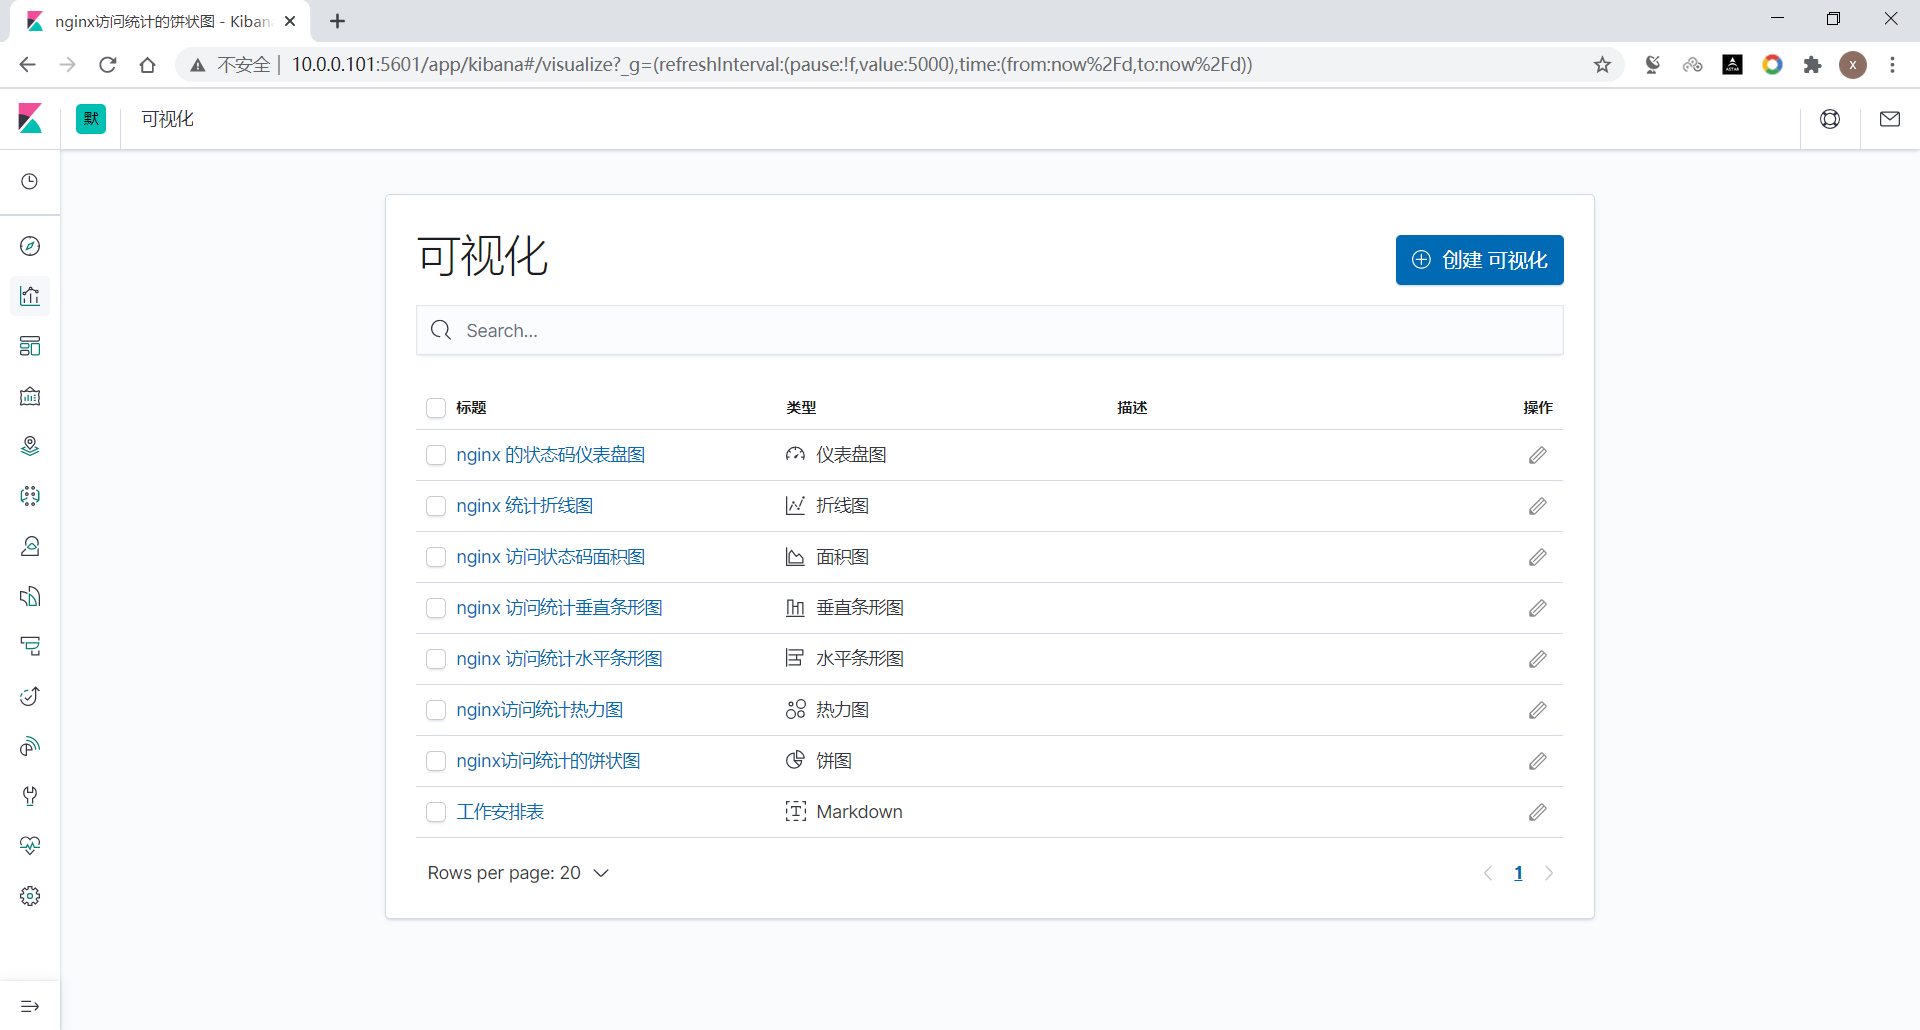 nginx访问统计的饼状图 - Kiban
不安全 | 10.0.0.101:5601/app/kibana#/visualize?_g=(refreshInterval:(pause:!f,value:5000),time:(from:now%2Fd,to:now%2Fd))
ASTAR
X
默 可视化
可视化
创建 可视化
Search...
标题 类型 描述 操作
nginx 的状态码仪表盘图 仪表盘图
nginx 统计折线图 折线图
nginx 访问状态码面积图 面积图
nginx 访问统计垂直条形图 垂直条形图
nginx 访问统计水平条形图 水平条形图
nginx访问统计热力图 热力图
nginx访问统计的饼状图 饼图
工作安排表 Markdown
Rows per page: 20 1